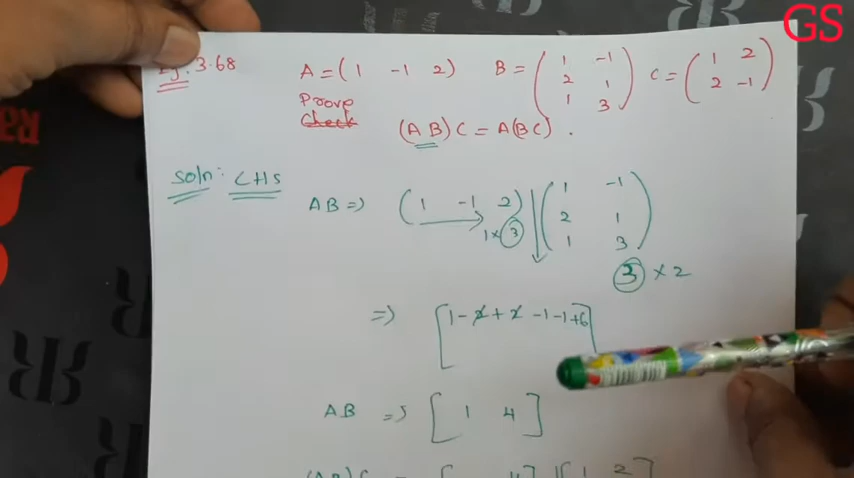 GS
3.68 A = ( 1 -1 2 ) B = ( 1 -1 2 1 1 3 ) C = ( 1 2 2 -1 )
Prove
Check (AB)C = A(BC) .
Soln: LHS
AB => ( 1 -1 2 ) ( 1 -1 2 1 1 3 )
1 × 3
3 × 2
=> [ 1 - 2 + 2 -1 -1 +6 ]
AB => [ 1 4 ]